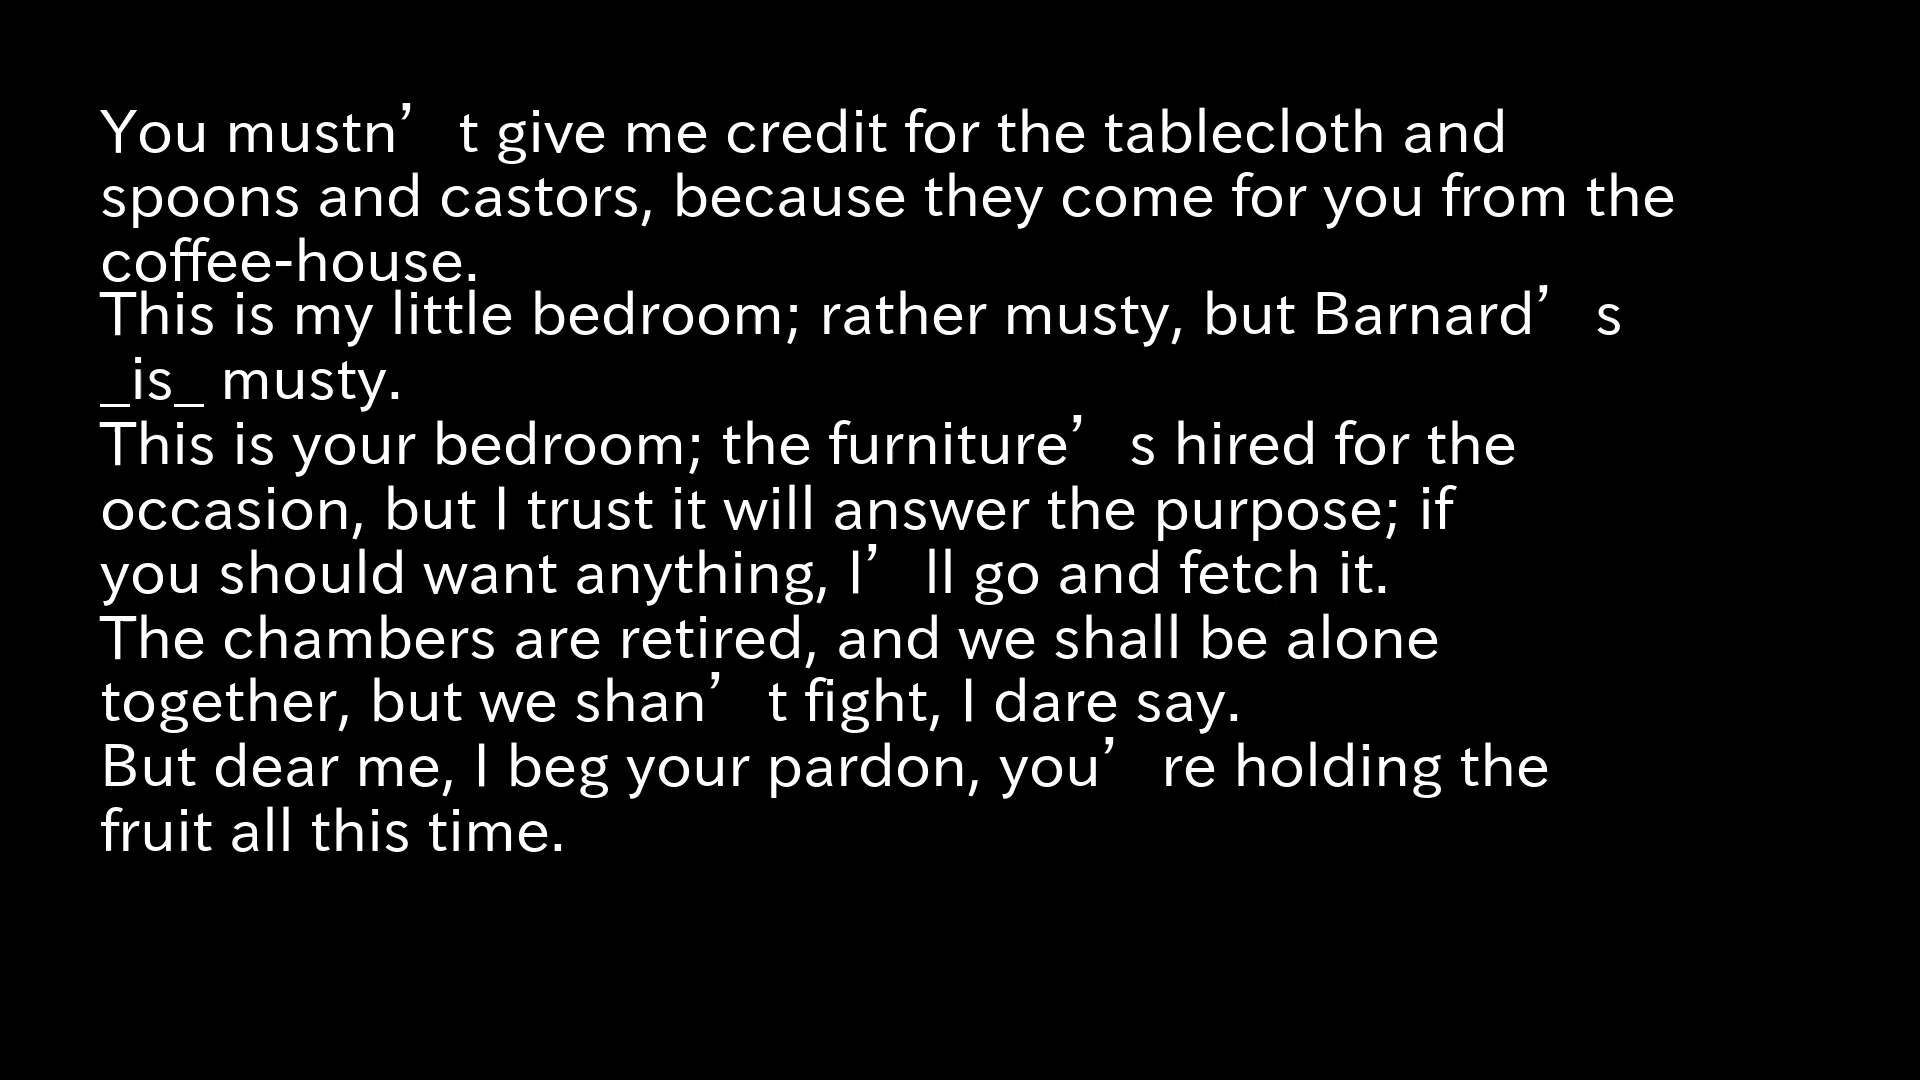 You mustn’t give me credit for the tablecloth and
spoons and castors, because they come for you from the
coffee-house.
This is my little bedroom; rather musty, but Barnard’s
_is_ musty.
This is your bedroom; the furniture’s hired for the
occasion, but I trust it will answer the purpose; if
you should want anything, I’ll go and fetch it.
The chambers are retired, and we shall be alone
together, but we shan’t fight, I dare say.
But dear me, I beg your pardon, you’re holding the
fruit all this time.